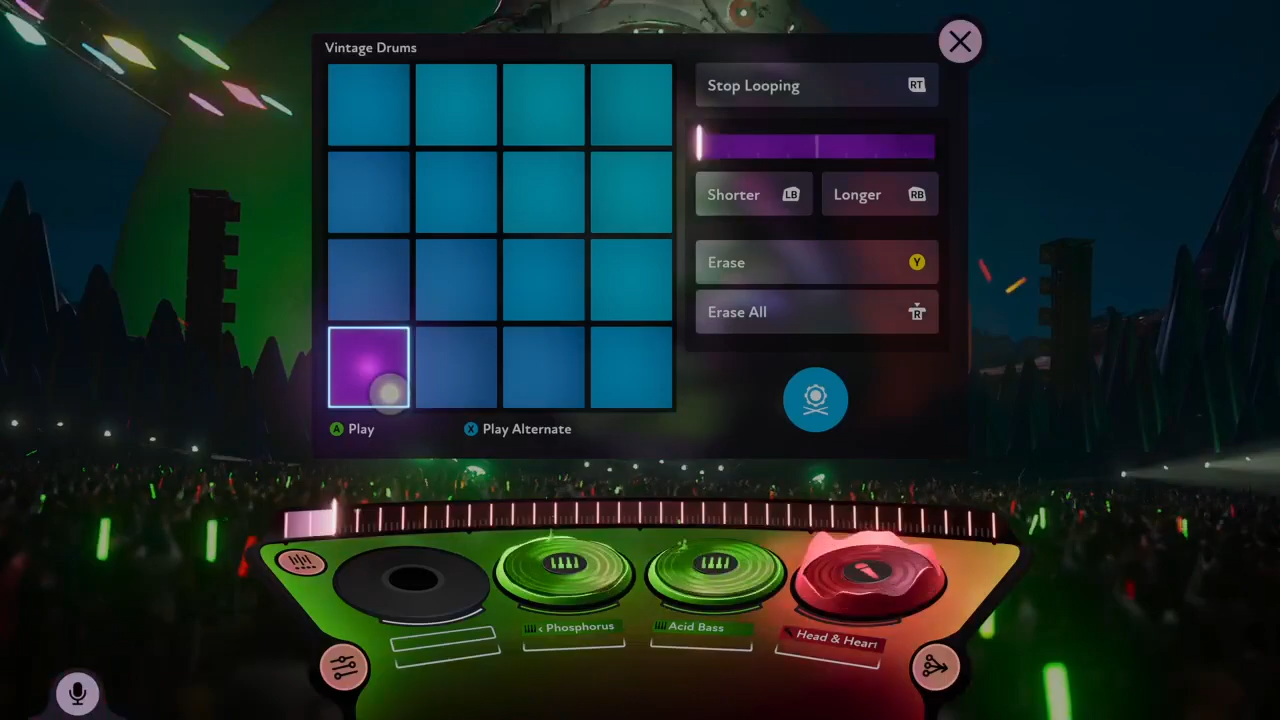 Vintage Drums
Stop Looping RT
Shorter LB
Longer RB
Erase Y
Erase All R
A Play
X Play Alternate
‹ Phosphorus
Acid Bass
Head & Hear